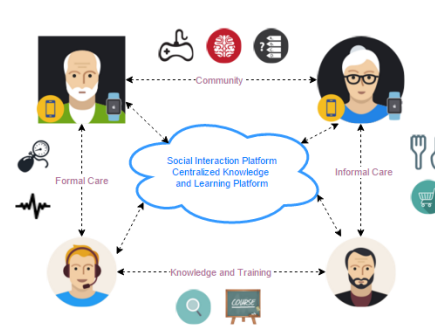 Community
Social Interaction Platform
Centralized Knowledge
and Learning Platform
Formal Care
Informal Care
Knowledge and Training
COURSE